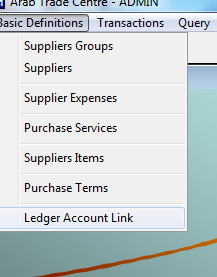 Arab Trade Centre - ADMIN
Basic Definitions Transactions Query
Suppliers Groups
Suppliers
Supplier Expenses
Purchase Services
Suppliers Items
Purchase Terms
Ledger Account Link